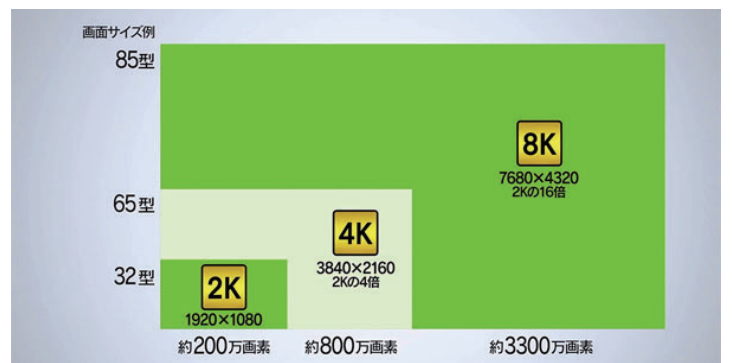 画面サイズ例
85型
8K
7680×4320
2Kの16倍
65型
4K
3840×2160
2Kの4倍
32型
2K
1920×1080
約200万画素
約800万画素
約3300万画素